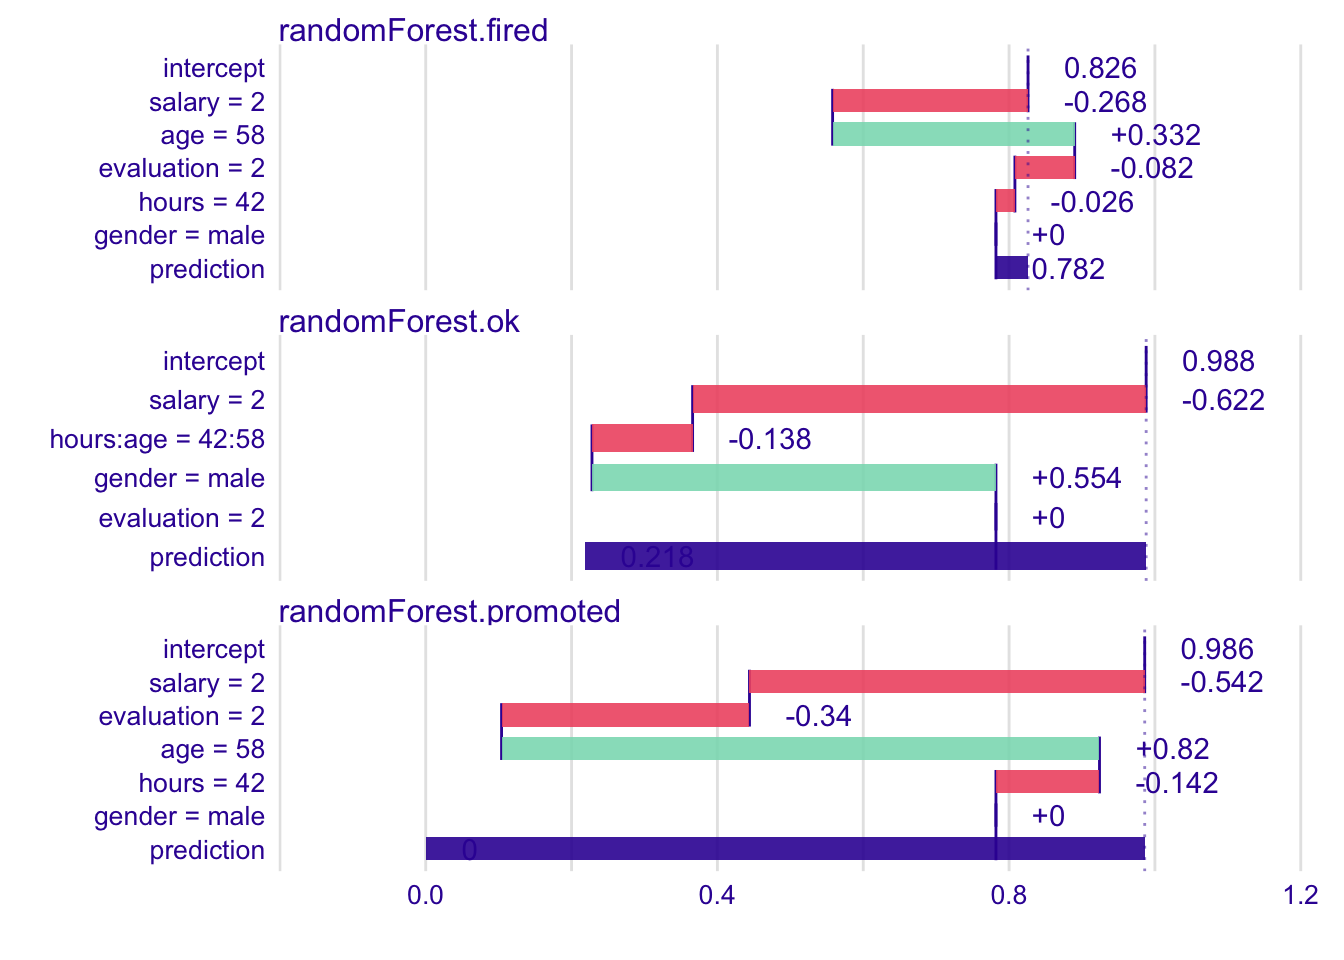 randomForest.fired
intercept 0.826
salary = 2 -0.268
age = 58 +0.332
evaluation = 2 -0.082
hours = 42 -0.026
gender = male +0
prediction 0.782
randomForest.ok
intercept 0.988
salary = 2 -0.622
hours:age = 42:58 -0.138
gender = male +0.554
evaluation = 2 +0
prediction 0.218
randomForest.promoted
intercept 0.986
salary = 2 -0.542
evaluation = 2 -0.34
age = 58 +0.82
hours = 42 -0.142
gender = male +0
prediction 0
0.0 0.4 0.8 1.2